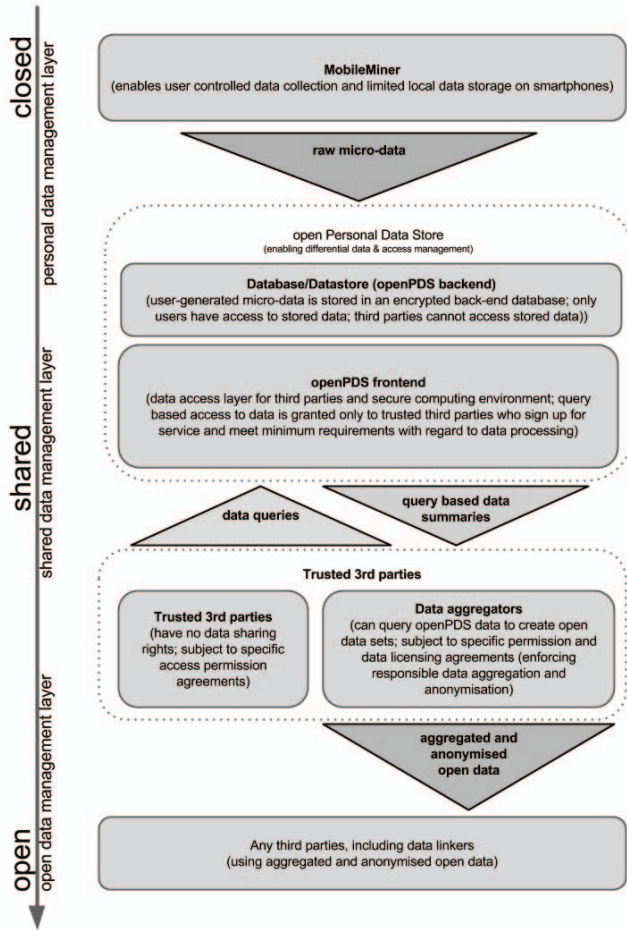 closed
personal data management layer
MobileMiner
(enables user controlled data collection and limited local data storage on smartphones)
raw micro-data
open Personal Data Store
(enabling differential data & access management)
Database/Datastore (openPDS backend)
(user-generated micro-data is stored in an encrypted back-end database; only
users have access to stored data; third parties cannot access stored data))
shared
shared data management layer
openPDS frontend
(data access layer for third parties and secure computing environment; query
based access to data is granted only to trusted third parties who sign up for
service and meet minimum requirements with regard to data processing)
data queries
query based data
summaries
Trusted 3rd parties
Trusted 3rd parties
(have no data sharing
rights; subject to specific
access permission
agreements)
Data aggregators
(can query openPDS data to create open
data sets; subject to specific permission and
data licensing agreements (enforcing
responsible data aggregation and
anonymisation)
open
open data management layer
aggregated and
anonymised
open data
Any third parties, including data linkers
(using aggregated and anonymised open data)